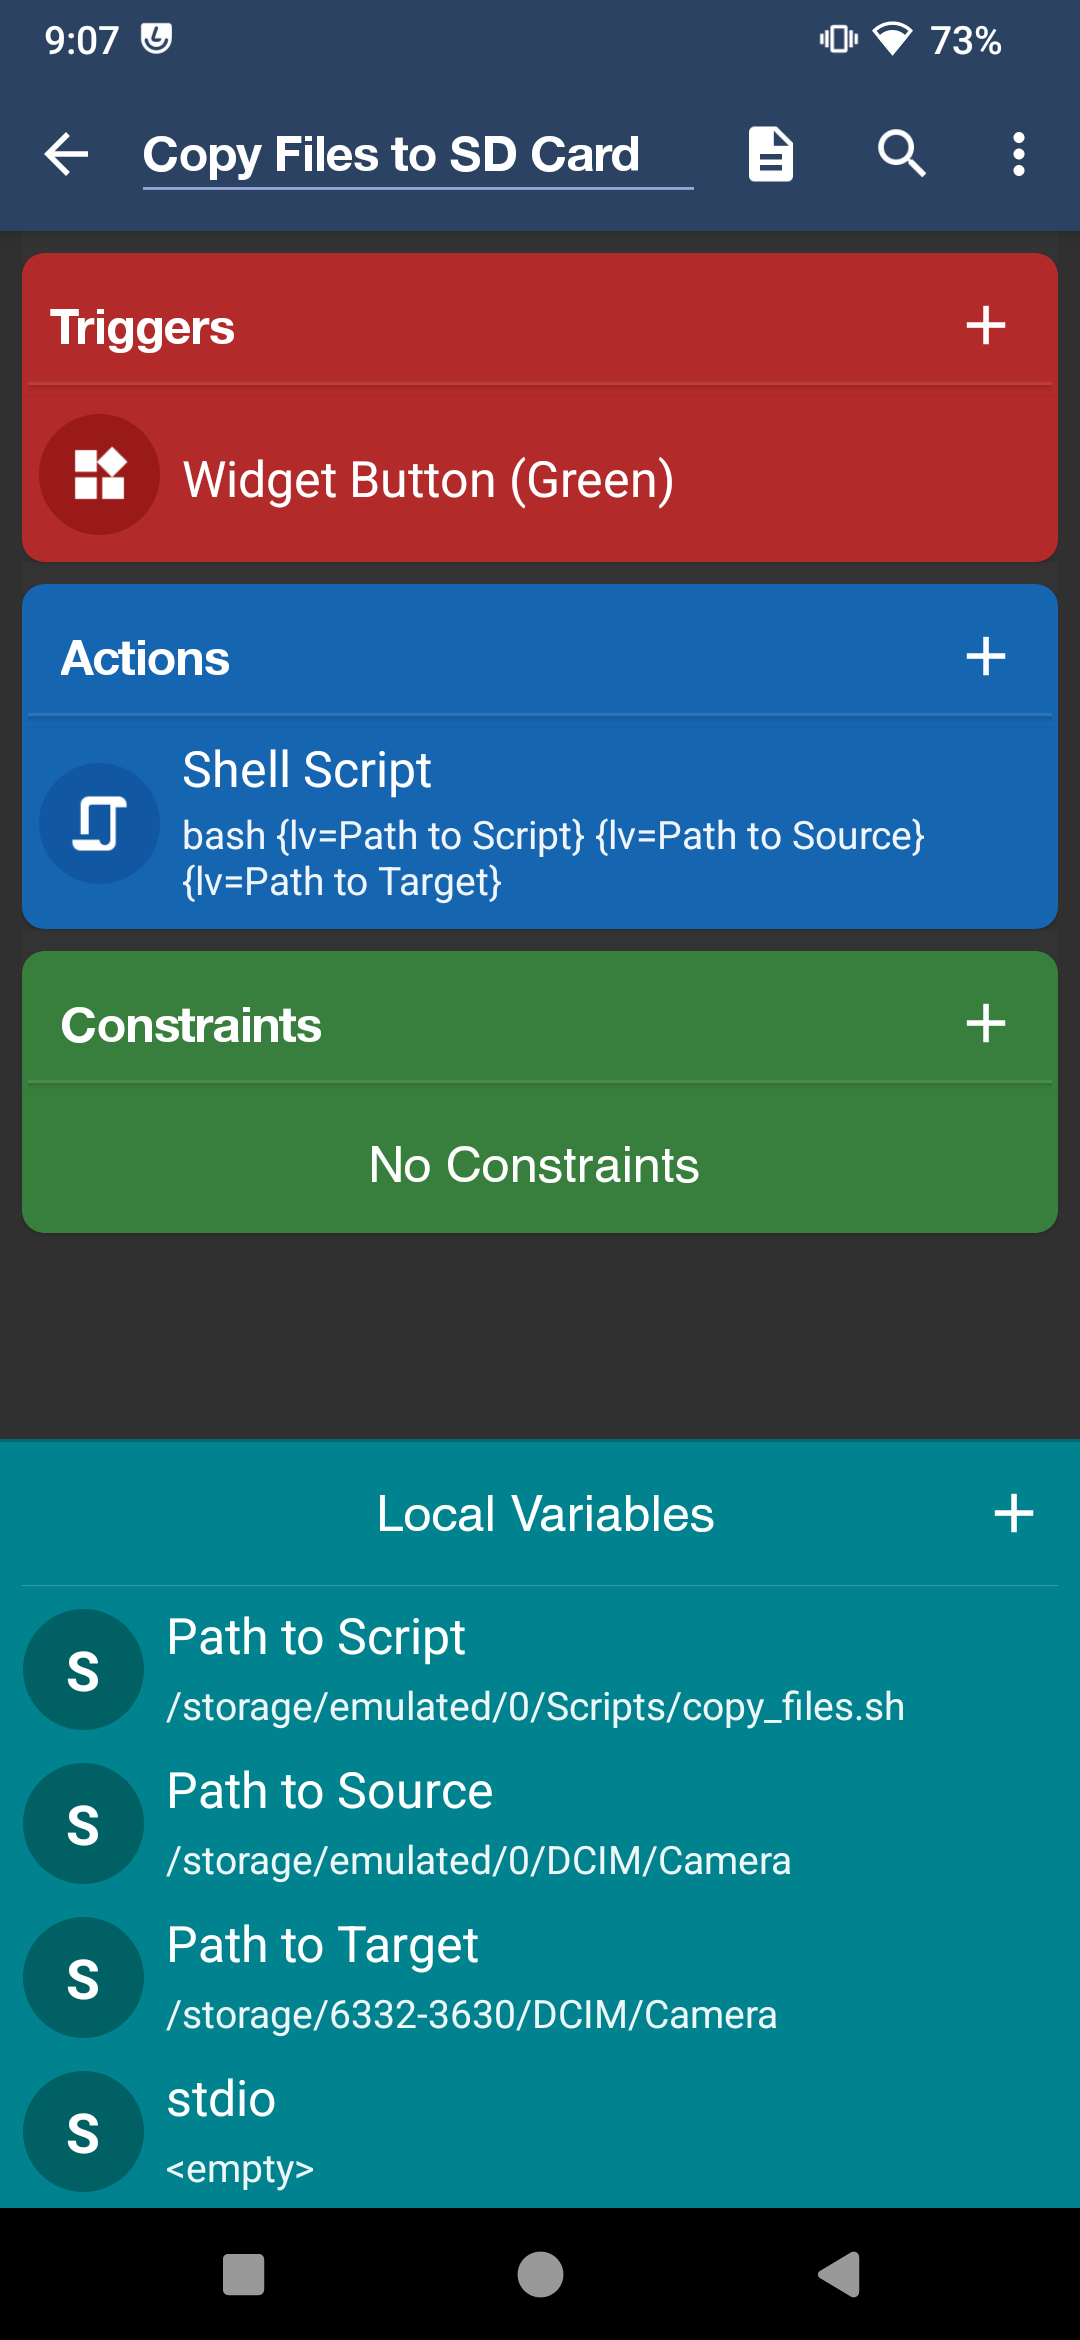 9:07
73%
Copy Files to SD Card
Triggers
Widget Button (Green)
Actions
Shell Script
bash {lv=Path to Script} {lv=Path to Source}
{lv=Path to Target}
Constraints
No Constraints
Local Variables
S
Path to Script
/storage/emulated/0/Scripts/copy_files.sh
S
Path to Source
/storage/emulated/0/DCIM/Camera
S
Path to Target
/storage/6332-3630/DCIM/Camera
S
stdio
<empty>